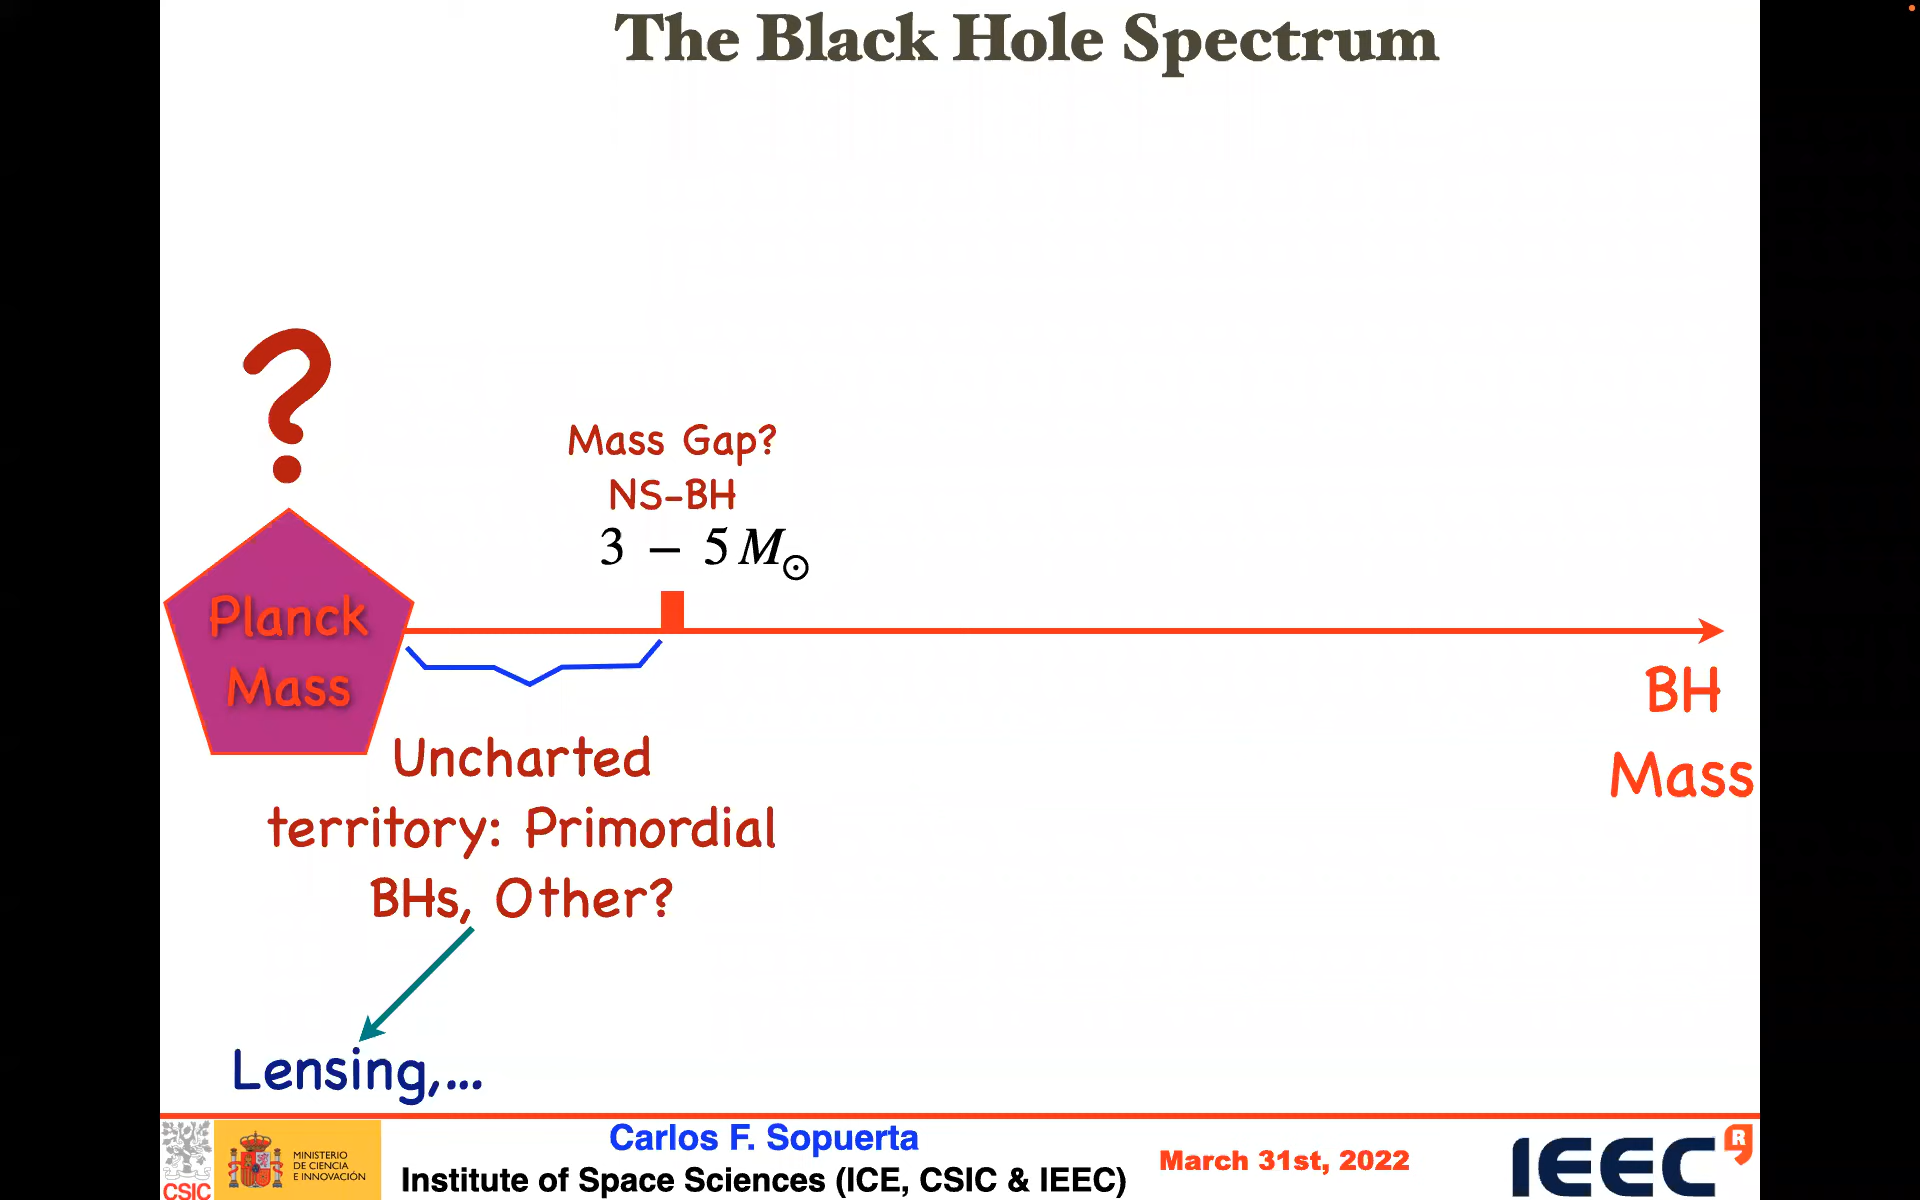 The Black Hole Spectrum
?
Mass Gap?
NS-BH
3 – 5 M⊙
Planck
Mass
BH
Mass
Uncharted
territory: Primordial
BHs, Other?
Lensing,...
CSIC
MINISTERIO
DE CIENCIA
E INNOVACIÓN
Carlos F. Sopuerta
Institute of Space Sciences (ICE, CSIC & IEEC)
March 31st, 2022
IEEC R